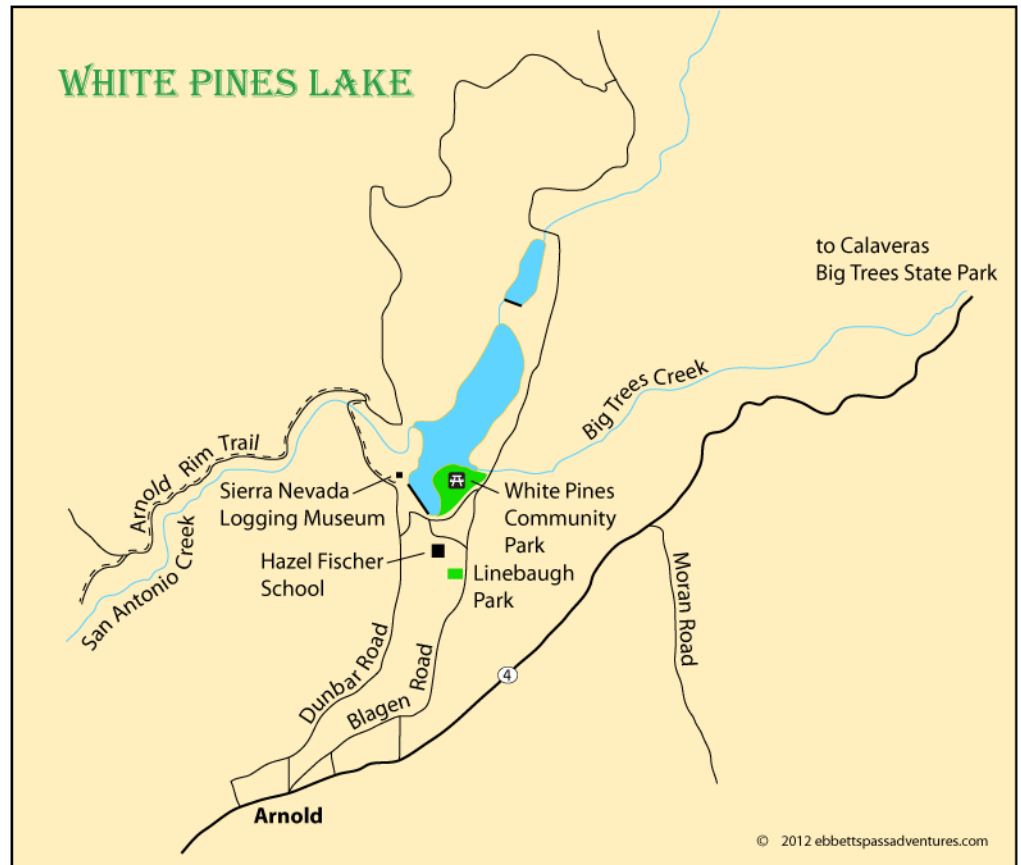 WHITE PINES LAKE
to Calaveras
Big Trees State Park
Big Trees Creek
Arnold Rim Trail
Sierra Nevada
Logging Museum
White Pines
Community
Park
San Antonio Creek
Hazel Fischer
School
Linebaugh
Park
Moran Road
Dunbar Road
Blagen Road
4
Arnold
© 2012 ebbettspassadventures.com